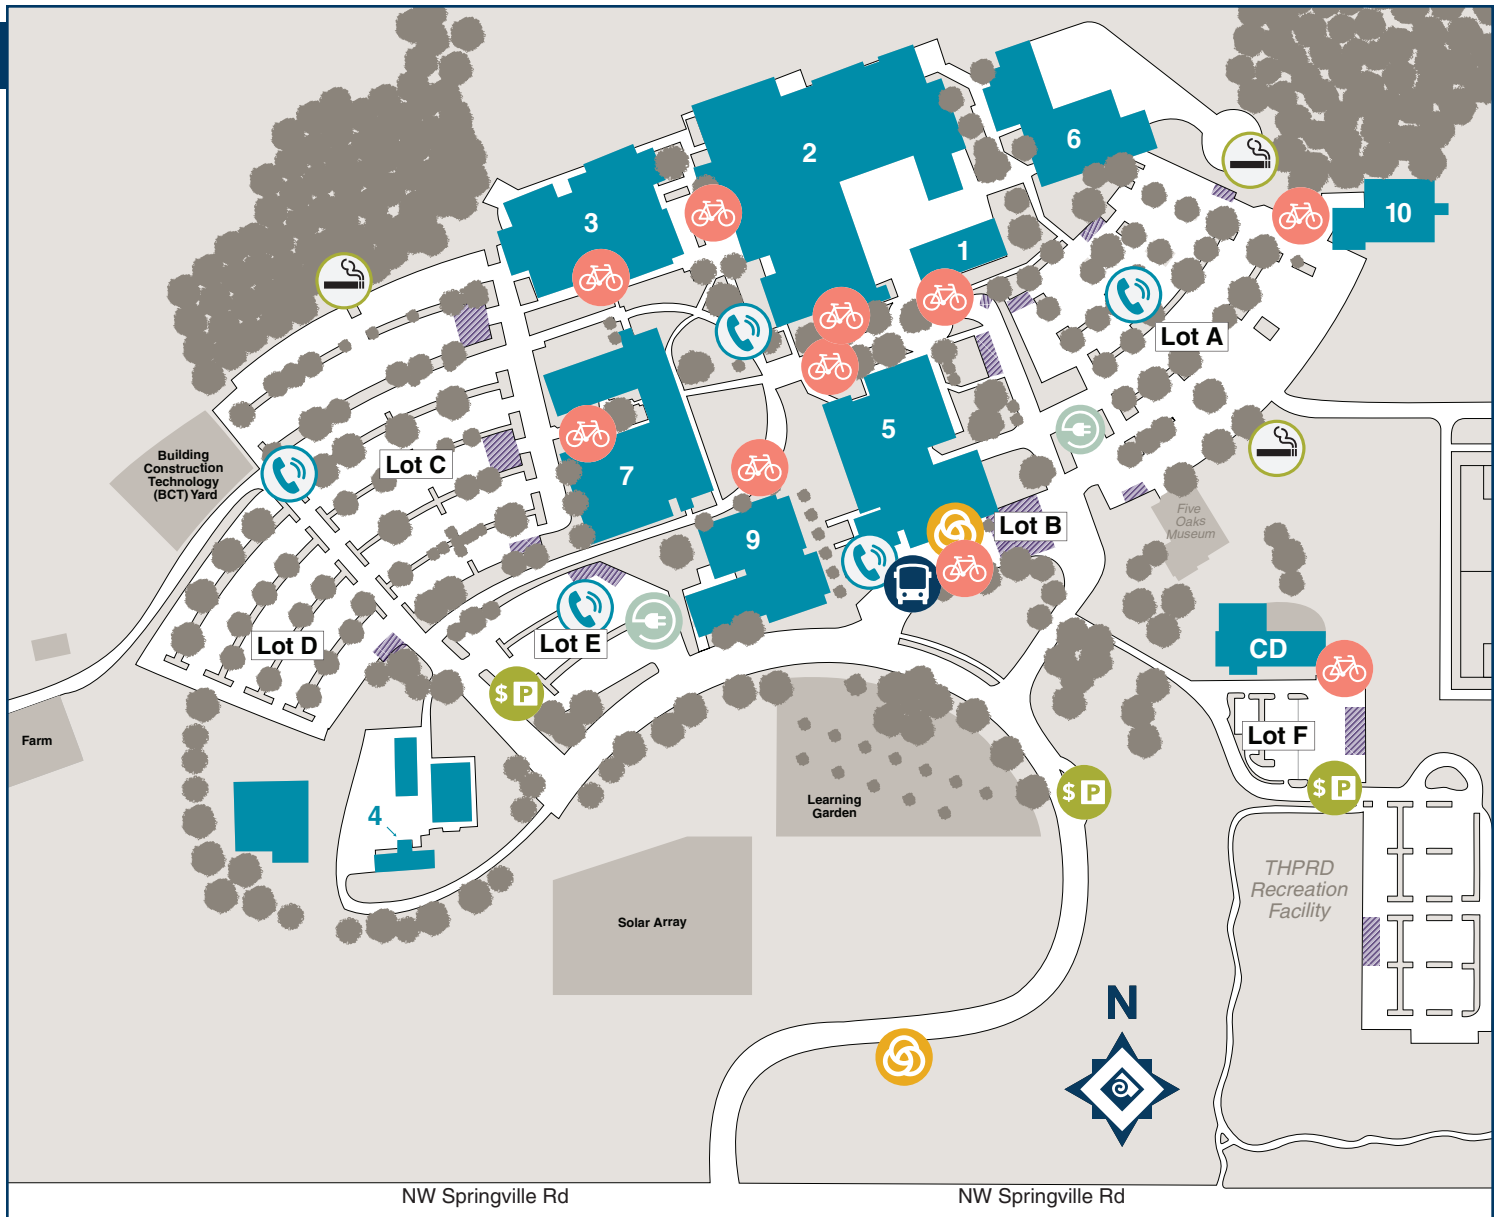 2
6
3
10
1
Lot A
5
Building
Construction
Technology
(BCT) Yard
Lot C
7
Five
Oaks
Museum
Lot B
9
Lot D
Lot E
CD
$ P
Farm
Lot F
$ P
$ P
Learning
Garden
4
THPRD
Recreation
Facility
Solar Array
N
NW Springville Rd
NW Springville Rd